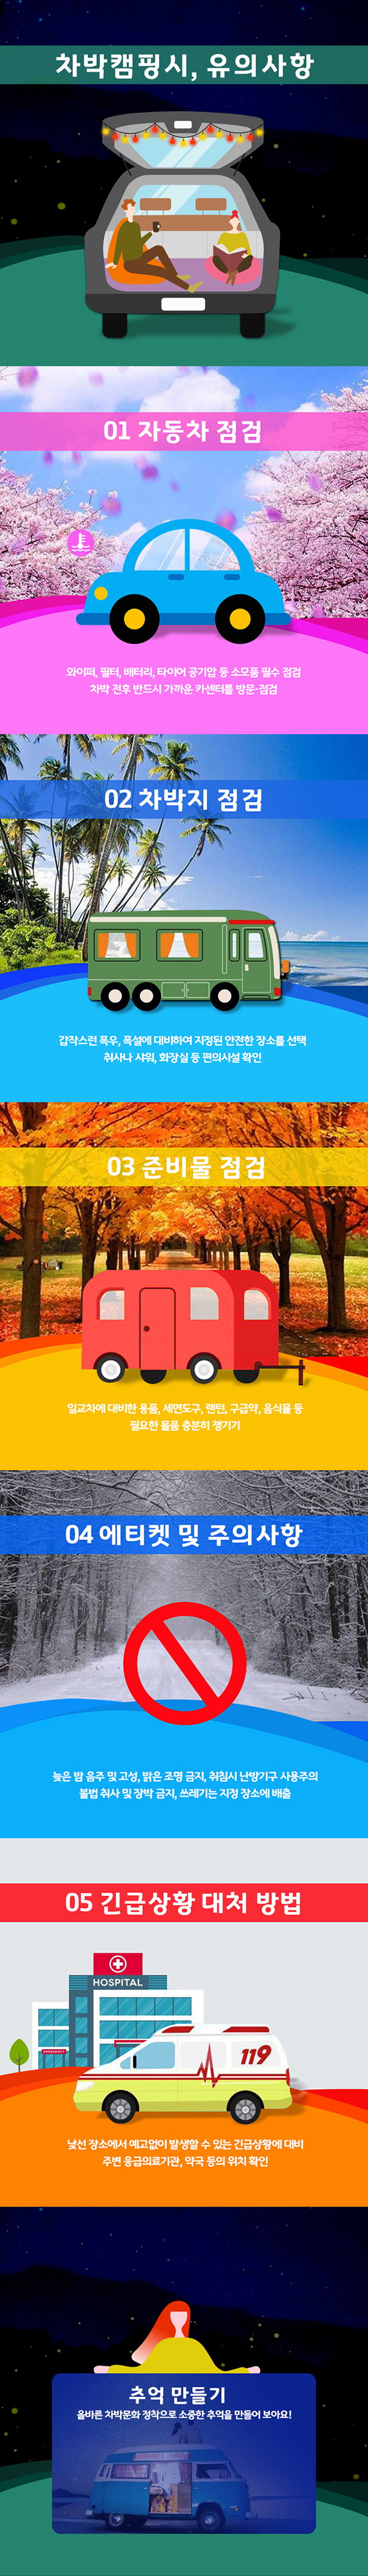 차박캠핑시, 유의사항
01 자동차 점검
와이퍼, 필터, 배터리, 타이어 공기압 등 소모품 필수 점검
차박 전후 반드시 가까운 카센터를 방문·점검
02 차박지 점검
갑작스런 폭우, 폭설에 대비하여 지정된 안전한 장소를 선택
취사나 샤워, 화장실 등 편의시설 확인
03 준비물 점검
일교차에 대비한 용품, 세면도구, 랜턴, 구급약, 음식물 등
필요한 물품 충분히 챙기기
04 에티켓 및 주의사항
늦은 밤 음주 및 고성, 밝은 조명 금지, 취침시 난방기구 사용주의
불법 취사 및 장박 금지, 쓰레기는 지정 장소에 배출
05 긴급상황 대처 방법
HOSPITAL
EMERGENCY
119
낯선 장소에서 예고없이 발생할 수 있는 긴급상황에 대비
주변 응급의료기관, 약국 등의 위치 확인
추억 만들기
올바른 차박문화 정착으로 소중한 추억을 만들어 보아요!